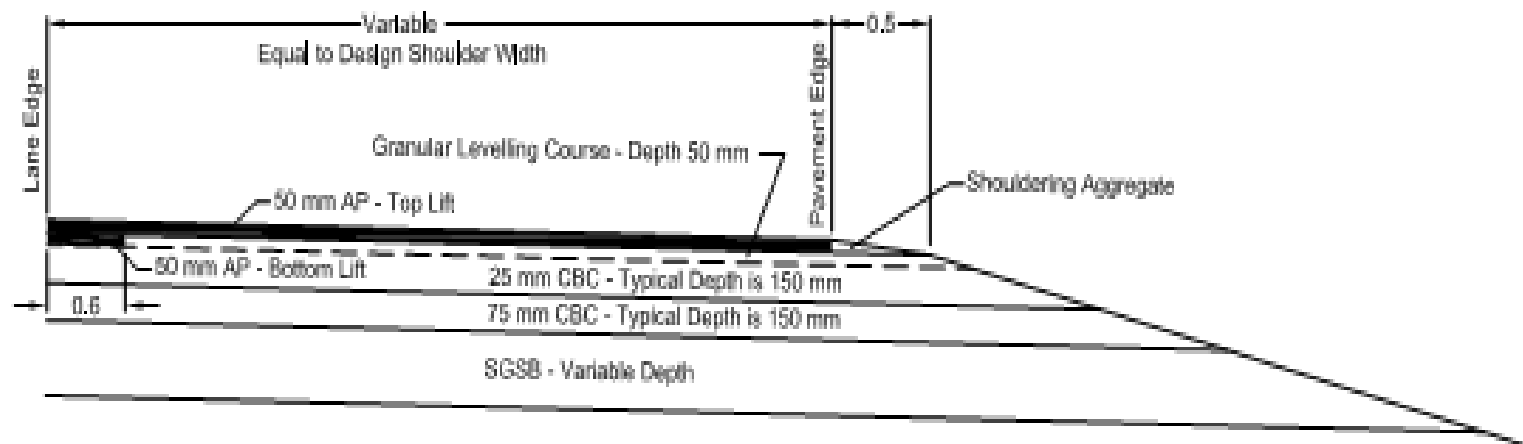 Variable
0.5
Equal to Design Shoulder Width
Lane Edge
Pavement Edge
Granular Levelling Course - Depth 50 mm
Shouldering Aggregate
50 mm AP - Top Lift
50 mm AP - Bottom Lift
25 mm CBC - Typical Depth is 150 mm
0.6
75 mm CBC - Typical Depth is 150 mm
SGSB - Variable Depth